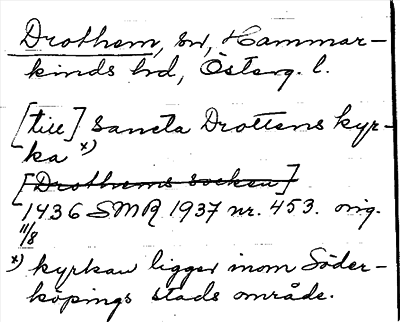 Drothem, sn, Hammar-
kinds hd, Österg. l.
[till] Sancta Drottens kyr-
ka x)
[Drothems socken]
1436 SMR 1937 nr. 453. orig.
11/8
x) kyrkan ligger inom Söder-
köpings stads område.